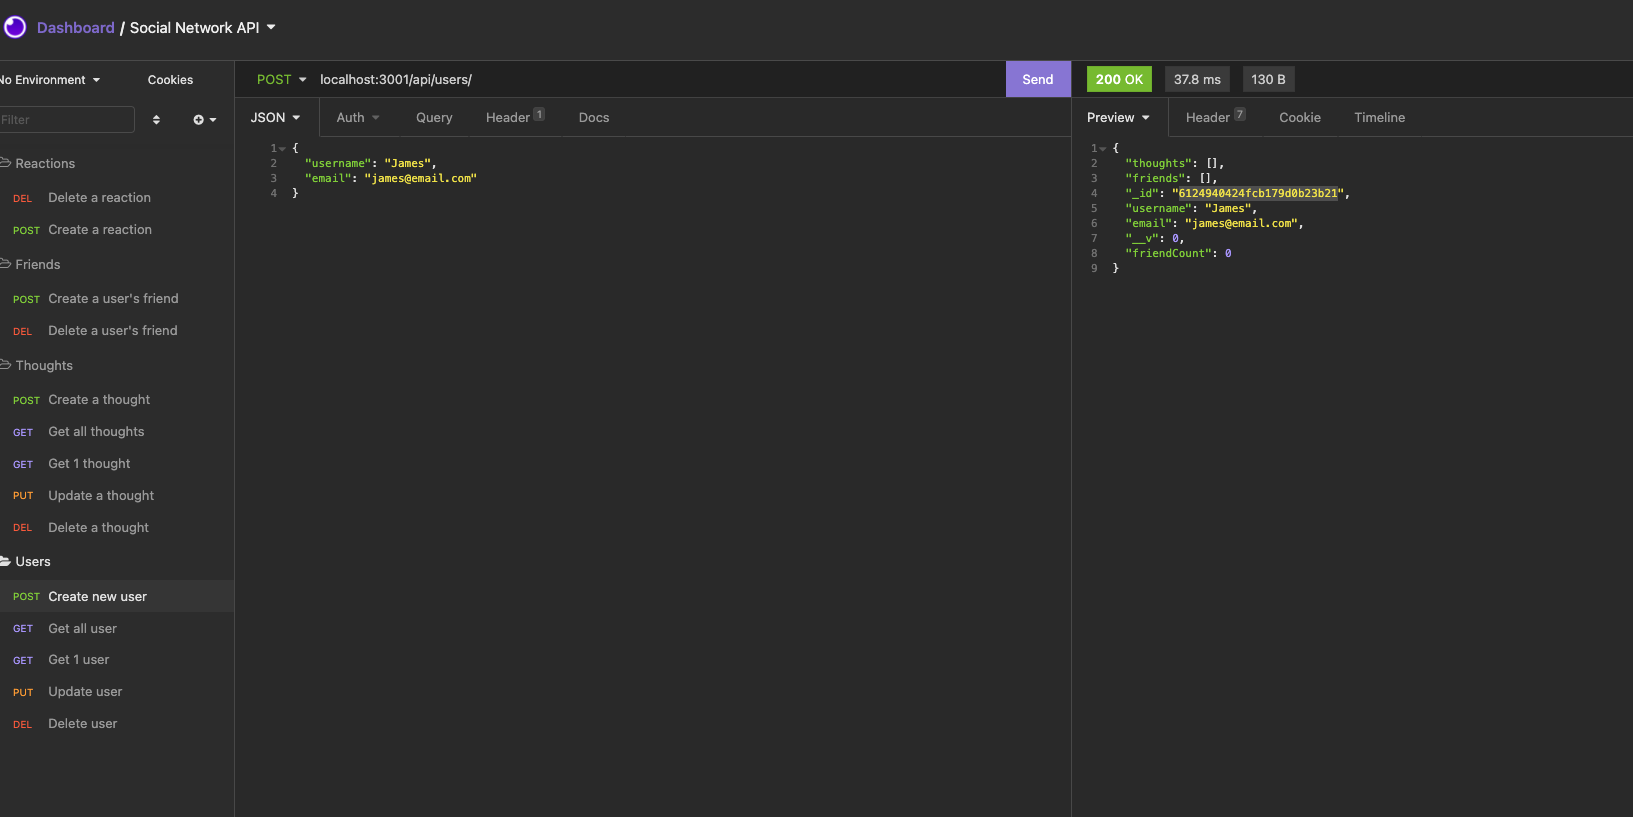 Dashboard / Social Network API
No Environment
Cookies
Filter
Reactions
DEL Delete a reaction
POST Create a reaction
Friends
POST Create a user's friend
DEL Delete a user's friend
Thoughts
POST Create a thought
GET Get all thoughts
GET Get 1 thought
PUT Update a thought
DEL Delete a thought
Users
POST Create new user
GET Get all user
GET Get 1 user
PUT Update user
DEL Delete user
POST localhost:3001/api/users/ Send
JSON Auth Query Header 1 Docs
1 {
2 "username": "James",
3 "email": "james@email.com"
4 }
200 OK 37.8 ms 130 B
Preview Header 7 Cookie Timeline
1 {
2 "thoughts": [],
3 "friends": [],
4 "_id": "6124940424fcb179d0b23b21",
5 "username": "James",
6 "email": "james@email.com",
7 "__v": 0,
8 "friendCount": 0
9 }